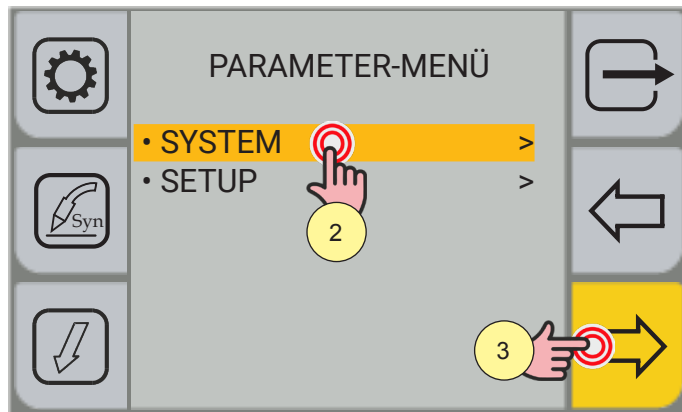 PARAMETER-MENÜ
• SYSTEM >
• SETUP >
Syn
2
3